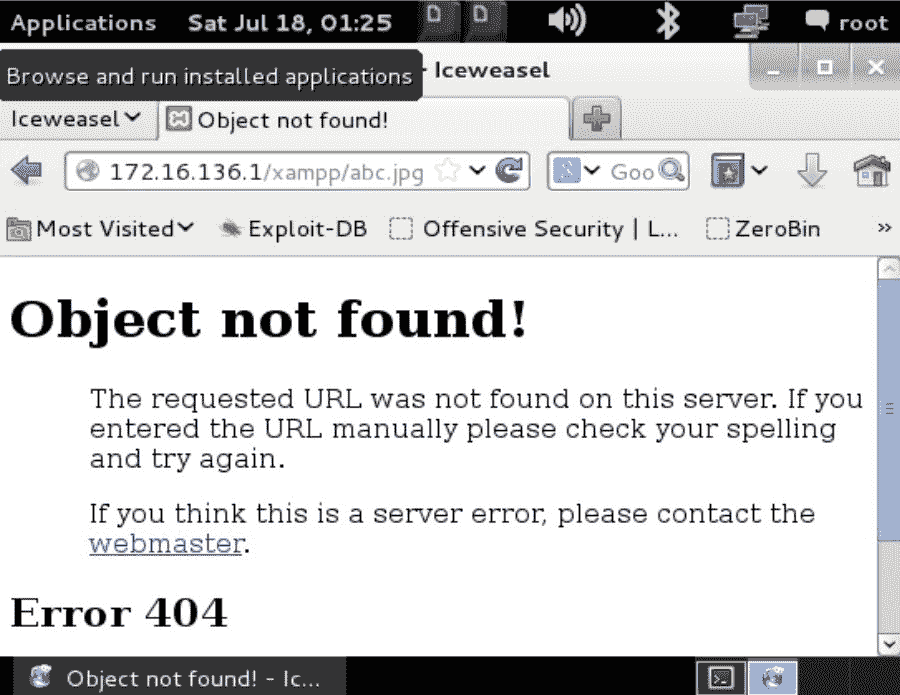 Applications Sat Jul 18, 01:25 root
Browse and run installed applications - Iceweasel
Iceweasel Object not found!
172.16.136.1/xampp/abc.jpg Goo
Most Visited Exploit-DB Offensive Security | L... ZeroBin »
Object not found!
The requested URL was not found on this server. If you
entered the URL manually please check your spelling
and try again.
If you think this is a server error, please contact the
webmaster.
Error 404
Object not found! - Ic...